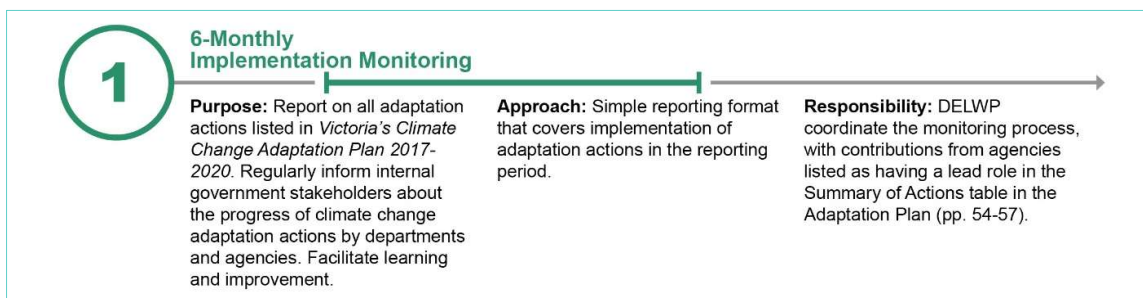 1
6-Monthly
Implementation Monitoring
Purpose: Report on all adaptation
actions listed in Victoria's Climate
Change Adaptation Plan 2017-
2020. Regularly inform internal
government stakeholders about
the progress of climate change
adaptation actions by departments
and agencies. Facilitate learning
and improvement.
Approach: Simple reporting format
that covers implementation of
adaptation actions in the reporting
period.
Responsibility: DELWP
coordinate the monitoring process,
with contributions from agencies
listed as having a lead role in the
Summary of Actions table in the
Adaptation Plan (pp. 54-57).